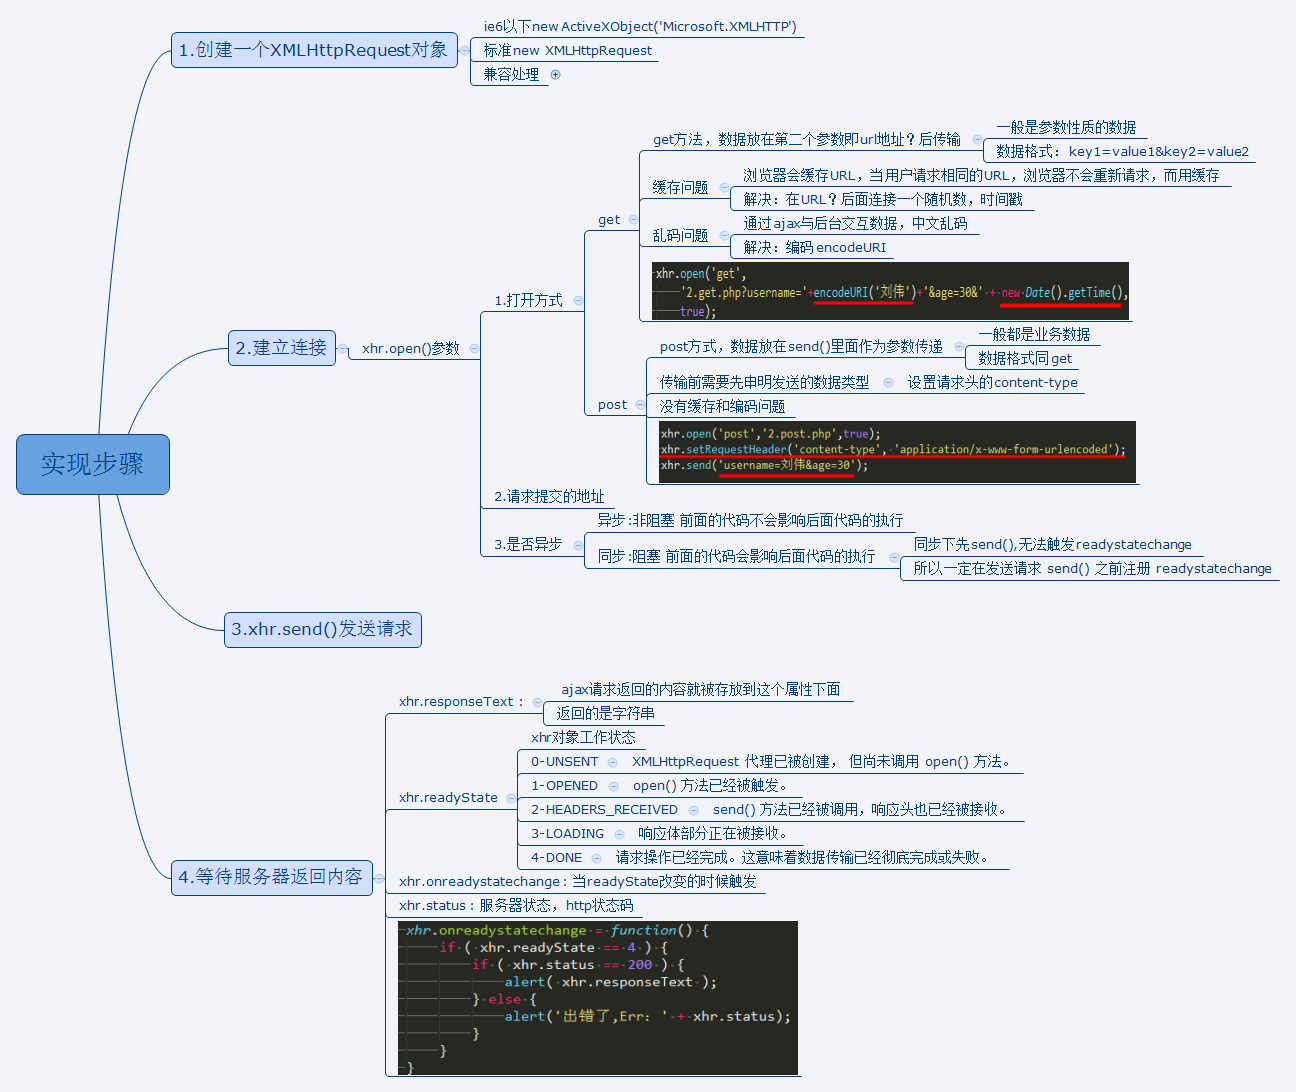 实现步骤
1.创建一个XMLHttpRequest对象
ie6以下new ActiveXObject('Microsoft.XMLHTTP')
标准new XMLHttpRequest
兼容处理
2.建立连接
xhr.open()参数
1.打开方式
get
get方法，数据放在第二个参数即url地址？后传输
一般是参数性质的数据
数据格式：key1=value1&key2=value2
缓存问题
浏览器会缓存URL，当用户请求相同的URL，浏览器不会重新请求，而用缓存
解决：在URL？后面连接一个随机数，时间戳
乱码问题
通过ajax与后台交互数据，中文乱码
解决：编码encodeURI
xhr.open('get',
'2.get.php?username='+encodeURI('刘伟')+'&age=30&' + new Date().getTime(),
true);
post
post方式，数据放在send()里面作为参数传递
一般都是业务数据
数据格式同get
传输前需要先申明发送的数据类型
设置请求头的content-type
没有缓存和编码问题
xhr.open('post','2.post.php',true);
xhr.setRequestHeader('content-type', 'application/x-www-form-urlencoded');
xhr.send('username=刘伟&age=30');
2.请求提交的地址
3.是否异步
异步:非阻塞 前面的代码不会影响后面代码的执行
同步:阻塞 前面的代码会影响后面代码的执行
同步下先send(),无法触发readystatechange
所以一定在发送请求 send() 之前注册 readystatechange
3.xhr.send()发送请求
4.等待服务器返回内容
xhr.responseText：
ajax请求返回的内容就被存放到这个属性下面
返回的是字符串
xhr.readyState
xhr对象工作状态
0-UNSENT
XMLHttpRequest 代理已被创建， 但尚未调用 open() 方法。
1-OPENED
open() 方法已经被触发。
2-HEADERS_RECEIVED
send() 方法已经被调用，响应头也已经被接收。
3-LOADING
响应体部分正在被接收。
4-DONE
请求操作已经完成。这意味着数据传输已经彻底完成或失败。
xhr.onreadystatechange：当readyState改变的时候触发
xhr.status：服务器状态，http状态码
xhr.onreadystatechange = function() {
if ( xhr.readyState == 4 ) {
if ( xhr.status == 200 ) {
alert( xhr.responseText );
} else {
alert('出错了,Err：' + xhr.status);
}
}
}